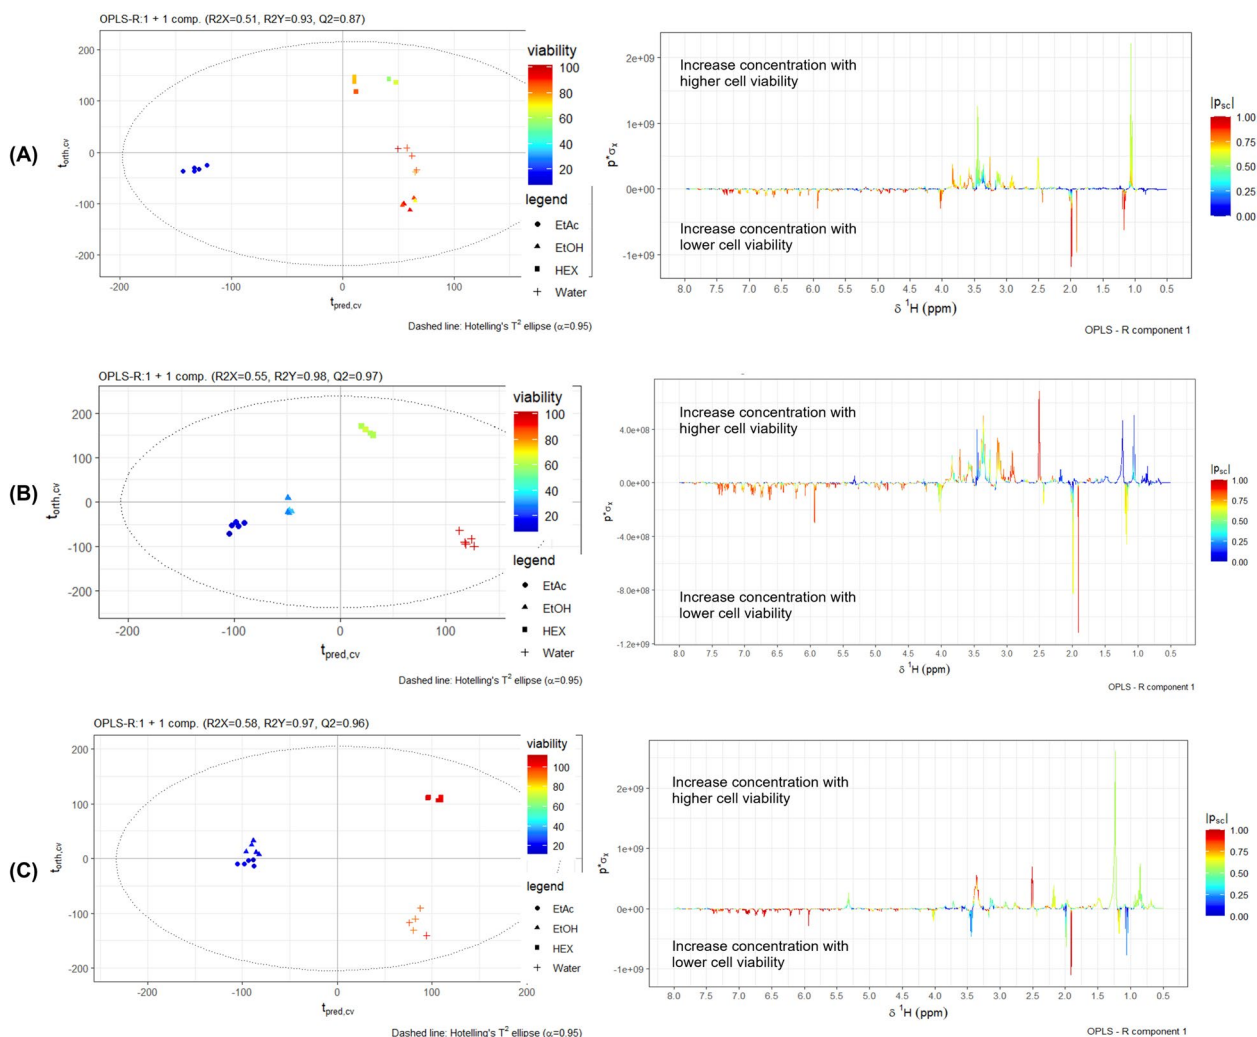 (A)
OPLS-R:1 + 1 comp. (R2X=0.51, R2Y=0.93, Q2=0.87)
200
100
0
-100
-200
t_orth,cv
-200
-100
0
100
t_pred,cv
viability
100
80
60
40
20
legend
EtAc
EtOH
HEX
Water
Dashed line: Hotelling's T² ellipse (α=0.95)
Increase concentration with
higher cell viability
Increase concentration with
lower cell viability
2e+09
1e+09
0e+00
-1e+09
p*σ_x
8.0 7.5 7.0 6.5 6.0 5.5 5.0 4.5 4.0 3.5 3.0 2.5 2.0 1.5 1.0 0.5
δ ¹H (ppm)
|p_sc|
1.00
0.75
0.50
0.25
0.00
OPLS - R component 1
(B)
OPLS-R:1 + 1 comp. (R2X=0.55, R2Y=0.98, Q2=0.97)
200
100
0
-100
-200
t_orth,cv
-200
-100
0
100
t_pred,cv
viability
100
80
60
40
20
legend
EtAc
EtOH
HEX
Water
Dashed line: Hotelling's T² ellipse (α=0.95)
Increase concentration with
higher cell viability
Increase concentration with
lower cell viability
4.0e+08
0.0e+00
-4.0e+08
-8.0e+08
-1.2e+09
p*σ_x
8.0 7.5 7.0 6.5 6.0 5.5 5.0 4.5 4.0 3.5 3.0 2.5 2.0 1.5 1.0 0.5
δ ¹H (ppm)
|p_sc|
1.00
0.75
0.50
0.25
0.00
OPLS - R component 1
(C)
OPLS-R:1 + 1 comp. (R2X=0.58, R2Y=0.97, Q2=0.96)
200
100
0
-100
-200
t_orth,cv
-200
-100
0
100
200
t_pred,cv
viability
100
80
60
40
20
legend
EtAc
EtOH
HEX
Water
Dashed line: Hotelling's T² ellipse (α=0.95)
Increase concentration with
higher cell viability
Increase concentration with
lower cell viability
2e+09
1e+09
0e+00
-1e+09
p*σ_x
8.0 7.5 7.0 6.5 6.0 5.5 5.0 4.5 4.0 3.5 3.0 2.5 2.0 1.5 1.0 0.5
δ ¹H (ppm)
|p_sc|
1.00
0.75
0.50
0.25
0.00
OPLS - R component 1